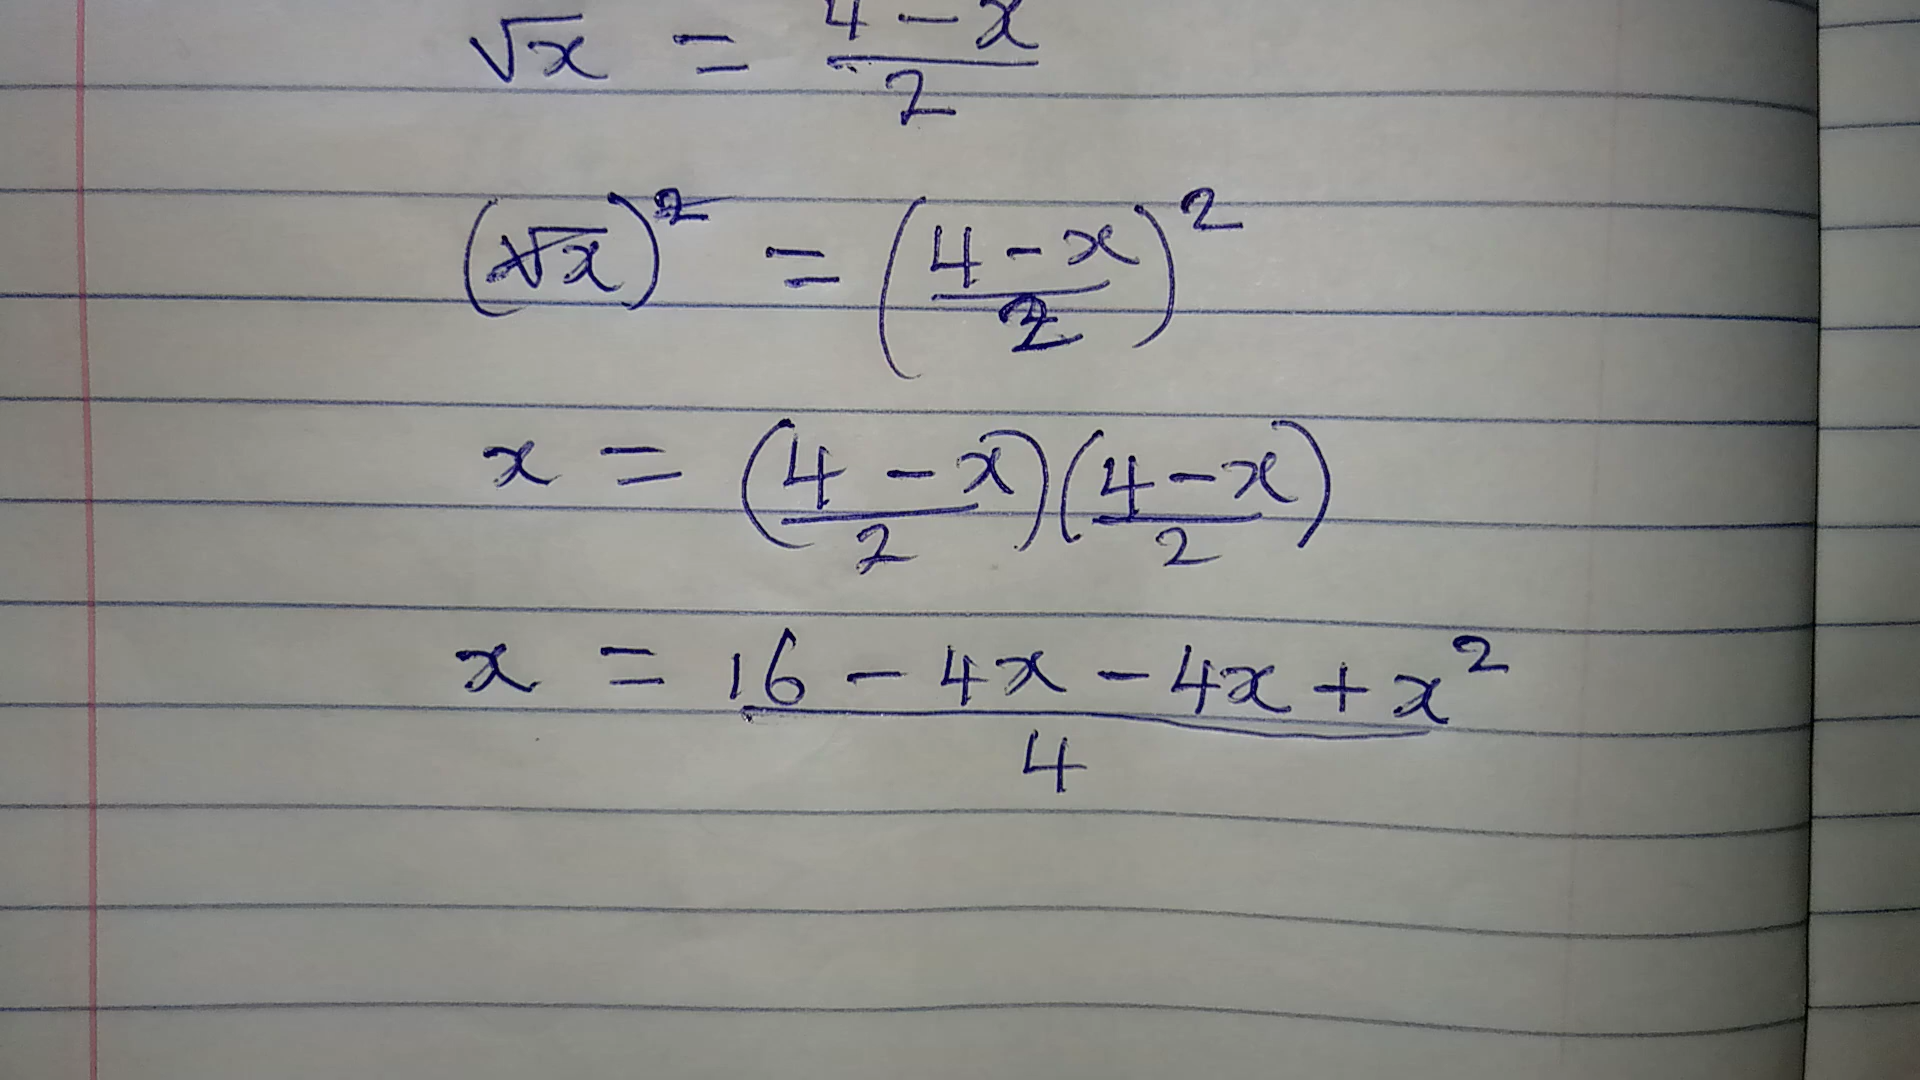 √x = 4 - x / 2
(√x)² = (4 - x / 2)²
x = (4 - x / 2)(4 - x / 2)
x = 16 - 4x - 4x + x² / 4